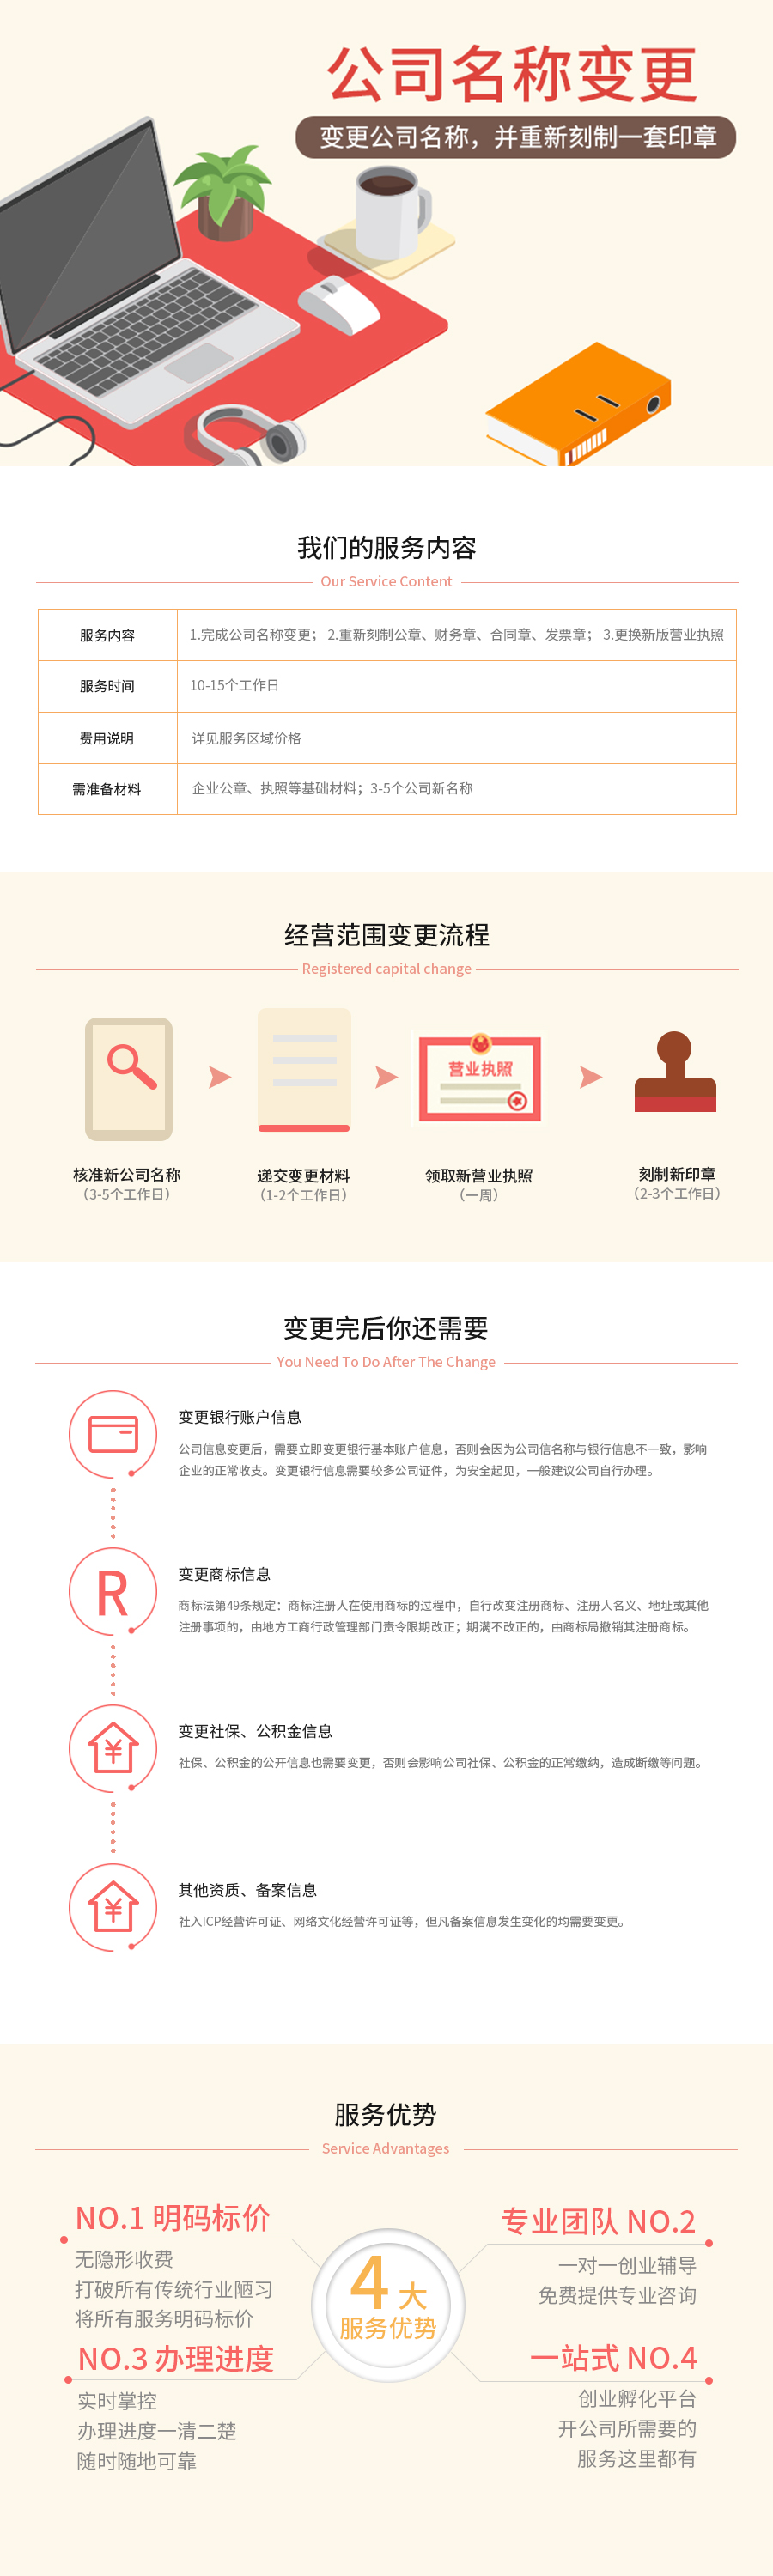 公司名称变更
变更公司名称，并重新刻制一套印章
我们的服务内容
Our Service Content
服务内容
1.完成公司名称变更； 2.重新刻制公章、财务章、合同章、发票章； 3.更换新版营业执照
服务时间
10-15个工作日
费用说明
详见服务区域价格
需准备材料
企业公章、执照等基础材料；3-5个公司新名称
经营范围变更流程
Registered capital change
营业执照
核准新公司名称
（3-5个工作日）
递交变更材料
（1-2个工作日）
领取新营业执照
（一周）
刻制新印章
（2-3个工作日）
变更完后你还需要
You Need To Do After The Change
变更银行账户信息
公司信息变更后，需要立即变更银行基本账户信息，否则会因为公司信名称与银行信息不一致，影响
企业的正常收支。变更银行信息需要较多公司证件，为安全起见，一般建议公司自行办理。
R
变更商标信息
商标法第49条规定：商标注册人在使用商标的过程中，自行改变注册商标、注册人名义、地址或其他
注册事项的，由地方工商行政管理部门责令限期改正；期满不改正的，由商标局撤销其注册商标。
¥
变更社保、公积金信息
社保、公积金的公开信息也需要变更，否则会影响公司社保、公积金的正常缴纳，造成断缴等问题。
¥
其他资质、备案信息
社入ICP经营许可证、网络文化经营许可证等，但凡备案信息发生变化的均需要变更。
服务优势
Service Advantages
NO.1 明码标价
无隐形收费
打破所有传统行业陋习
将所有服务明码标价
专业团队 NO.2
一对一创业辅导
免费提供专业咨询
4大
服务优势
NO.3 办理进度
实时掌控
办理进度一清二楚
随时随地可靠
一站式 NO.4
创业孵化平台
开公司所需要的
服务这里都有